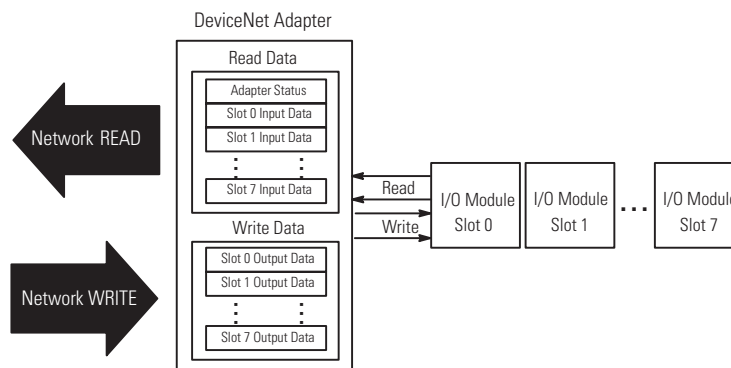 DeviceNet Adapter
Read Data
Adapter Status
Slot 0 Input Data
Slot 1 Input Data
Slot 7 Input Data
Network READ
Read
Write
I/O Module
Slot 0
I/O Module
Slot 1
I/O Module
Slot 7
Write Data
Slot 0 Output Data
Slot 1 Output Data
Slot 7 Output Data
Network WRITE